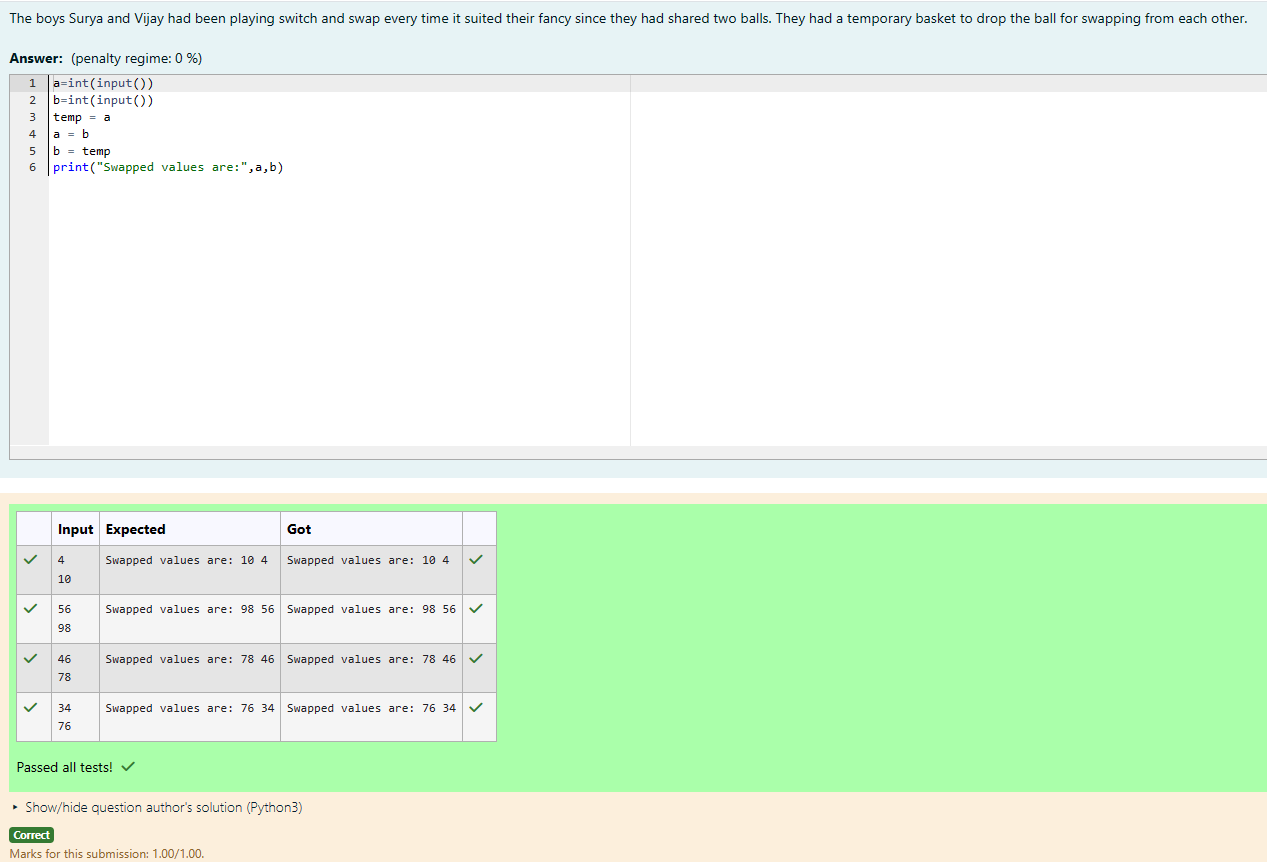 The boys Surya and Vijay had been playing switch and swap every time it suited their fancy since they had shared two balls. They had a temporary basket to drop the ball for swapping from each other.
Answer: (penalty regime: 0 %)
1 a=int(input())
2 b=int(input())
3 temp = a
4 a = b
5 b = temp
6 print("Swapped values are:",a,b)
Input Expected Got
4 Swapped values are: 10 4 Swapped values are: 10 4
10
56 Swapped values are: 98 56 Swapped values are: 98 56
98
46 Swapped values are: 78 46 Swapped values are: 78 46
78
34 Swapped values are: 76 34 Swapped values are: 76 34
76
Passed all tests!
Show/hide question author's solution (Python3)
Correct
Marks for this submission: 1.00/1.00.